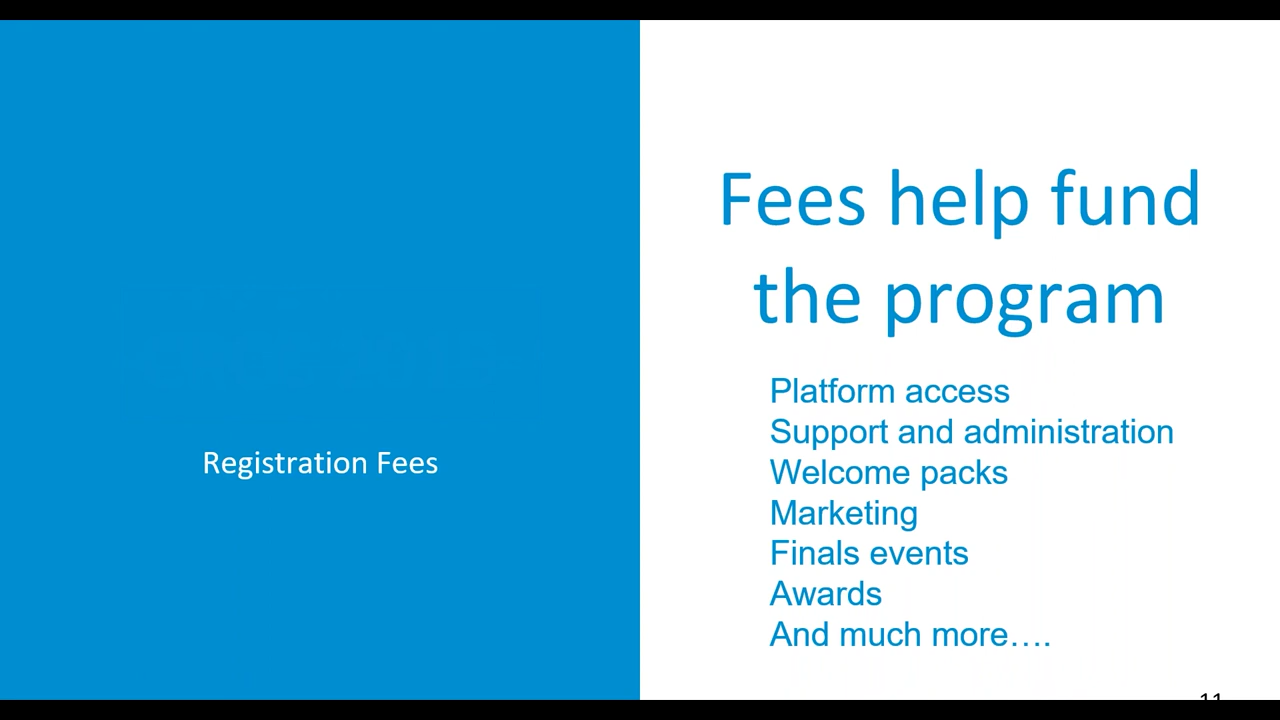 Registration Fees
Fees help fund
the program
Platform access
Support and administration
Welcome packs
Marketing
Finals events
Awards
And much more….
11